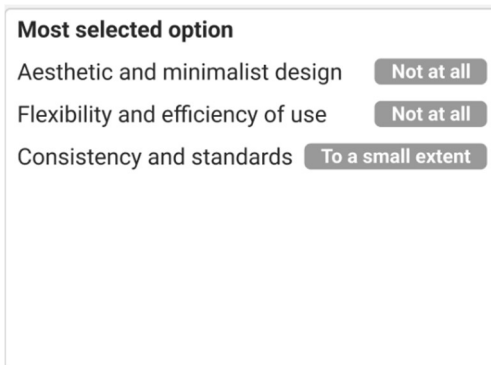 Most selected option
Aesthetic and minimalist design Not at all
Flexibility and efficiency of use Not at all
Consistency and standards To a small extent